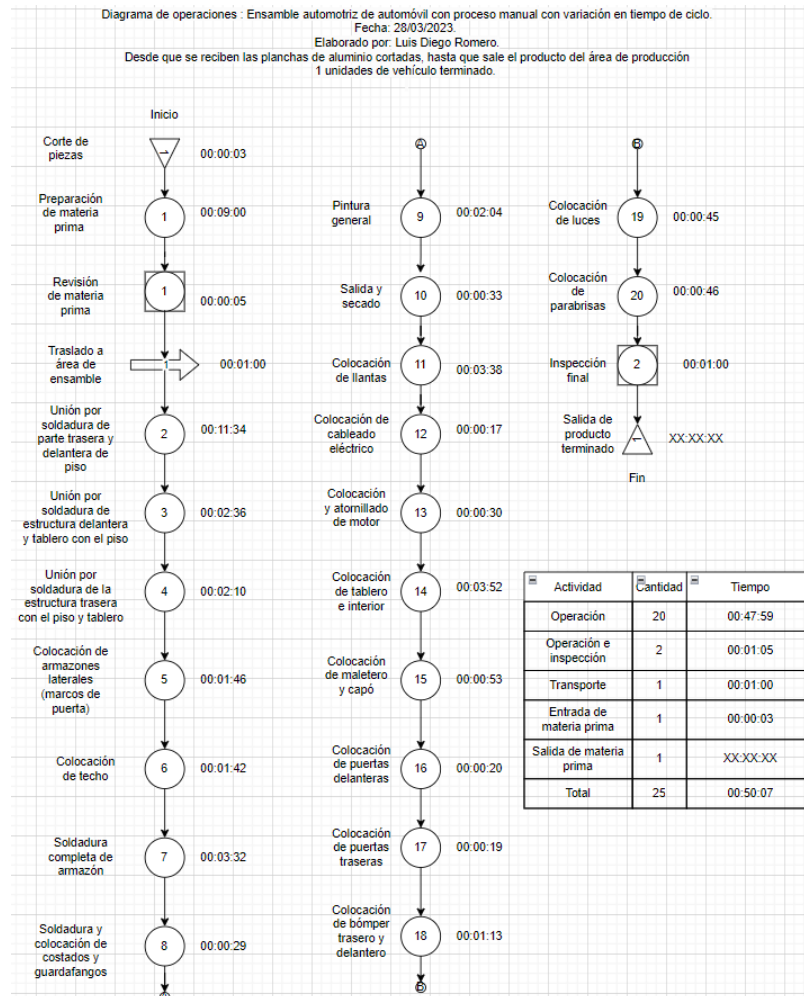 Diagrama de operaciones : Ensamble automotriz de automóvil con proceso manual con variación en tiempo de ciclo.
Fecha: 28/03/2023.
Elaborado por: Luis Diego Romero.
Desde que se reciben las planchas de aluminio cortadas, hasta que sale el producto del área de producción
1 unidades de vehículo terminado.
Inicio
Corte de
piezas
1
00:00:03
Preparación
de materia
prima
1
00:09:00
Revisión
de materia
prima
1
00:00:05
Traslado a
área de
ensamble
1
00:01:00
Unión por
soldadura de
parte trasera y
delantera de
piso
2
00:11:34
Unión por
soldadura de
estructura delantera
y tablero con el piso
3
00:02:36
Unión por
soldadura de la
estructura trasera
con el piso y tablero
4
00:02:10
Colocación de
armazones
laterales
(marcos de
puerta)
5
00:01:46
Colocación
de techo
6
00:01:42
Soldadura
completa de
armazón
7
00:03:32
Soldadura y
colocación de
costados y
guardafangos
8
00:00:29
A
Pintura
general
9
00:02:04
Salida y
secado
10
00:00:33
Colocación
de llantas
11
00:03:38
Colocación de
cableado
eléctrico
12
00:00:17
Colocación
y atornillado
de motor
13
00:00:30
Colocación
de tablero
e interior
14
00:03:52
Colocación
de maletero
y capó
15
00:00:53
Colocación
de puertas
delanteras
16
00:00:20
Colocación
de puertas
traseras
17
00:00:19
Colocación
de bómper
trasero y
delantero
18
00:01:13
B
B
Colocación
de luces
19
00:00:45
Colocación
de
parabrisas
20
00:00:46
Inspección
final
2
00:01:00
Salida de
producto
terminado
1
XX:XX:XX
Fin
Actividad Cantidad Tiempo
Operación 20 00:47:59
Operación e
inspección 2 00:01:05
Transporte 1 00:01:00
Entrada de
materia prima 1 00:00:03
Salida de materia
prima 1 XX:XX:XX
Total 25 00:50:07